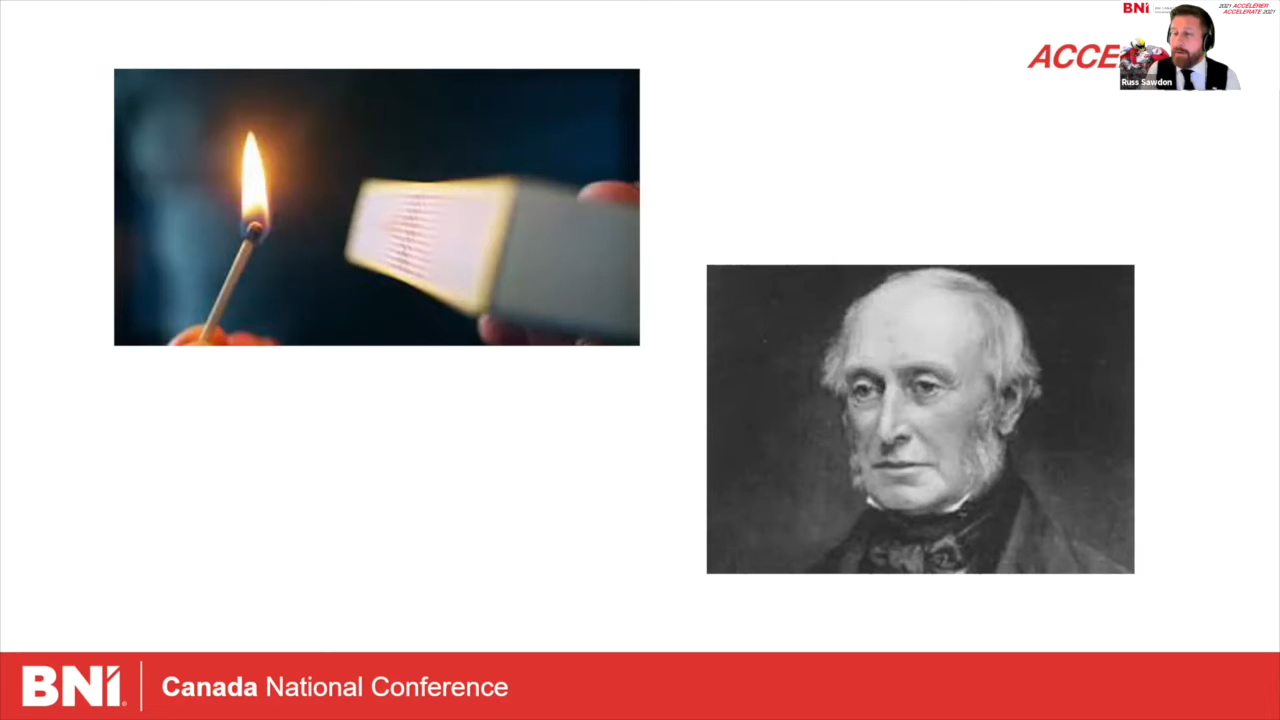 BNI
2021 ACCÉLÉRER
ACCELERATE 2021
ACCE
Russ Sawdon
BNI
Canada National Conference